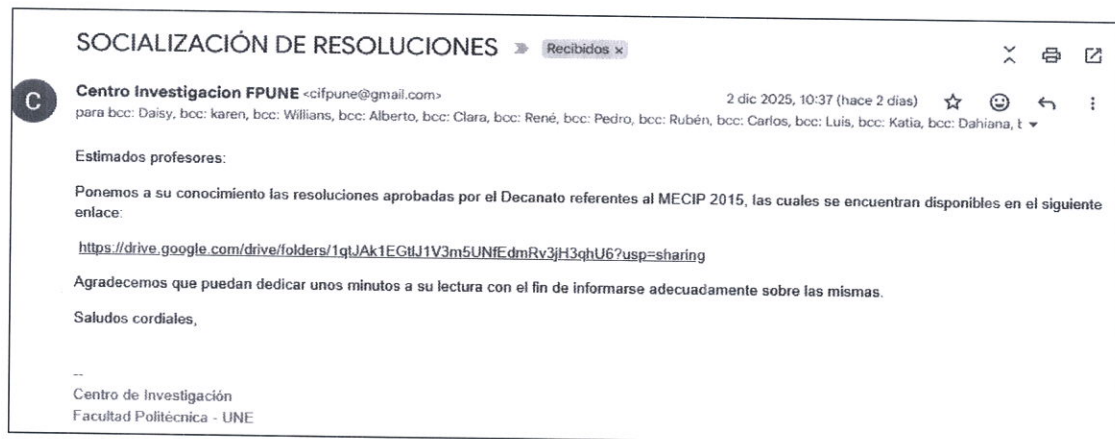 SOCIALIZACIÓN DE RESOLUCIONES Recibidos x
C
Centro Investigacion FPUNE <cifpune@gmail.com> 2 dic 2025, 10:37 (hace 2 días)
para bcc: Daisy, bcc: karen, bcc: Willians, bcc: Alberto, bcc: Clara, bcc: René, bcc: Pedro, bcc: Rubén, bcc: Carlos, bcc: Luis, bcc: Katia, bcc: Dahiana, t
Estimados profesores:
Ponemos a su conocimiento las resoluciones aprobadas por el Decanato referentes al MECIP 2015, las cuales se encuentran disponibles en el siguiente
enlace:
https://drive.google.com/drive/folders/1qtJAk1EGtlJ1V3m5UNfEdmRv3jH3qhU6?usp=sharing
Agradecemos que puedan dedicar unos minutos a su lectura con el fin de informarse adecuadamente sobre las mismas.
Saludos cordiales,
--
Centro de Investigación
Facultad Politécnica - UNE